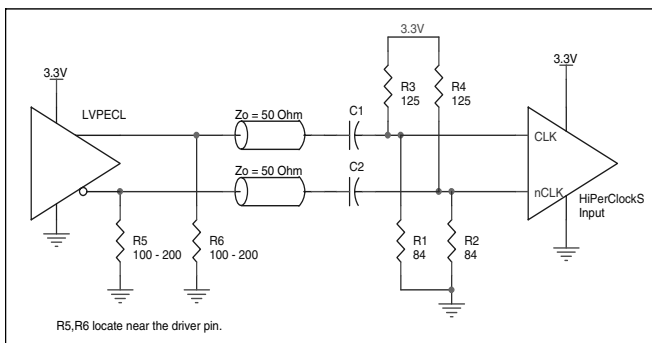 3.3V
3.3V
3.3V
R3
125
R4
125
LVPECL
Zo = 50 Ohm
C1
CLK
Zo = 50 Ohm
C2
nCLK
HiPerClockS
Input
R5
100 - 200
R6
100 - 200
R1
84
R2
84
R5,R6 locate near the driver pin.